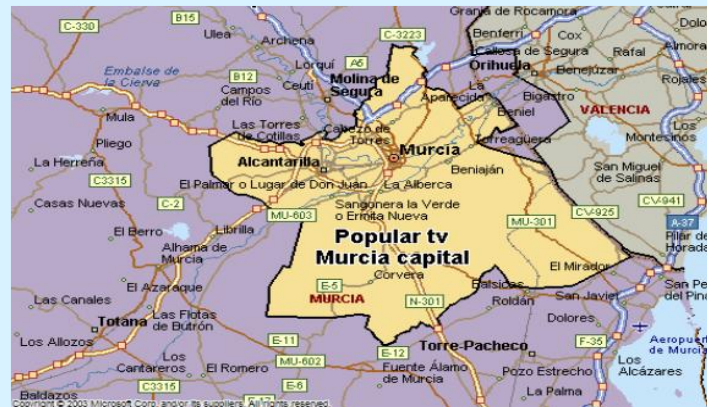 B15
Granja de Rocamora
C-330
Ulea
Archena
C-3223
Benferri
Cox
Dolo
Embalse de
la Cierva
Lorquí
A5
Callosa de Segura
Rafal
Almora
B12
Ceutí
Molina de
Segura
Orihuela
Benejúzar
Rojales
Campos
del Río
La
Aparecida
Bigastro
Mula
Las Torres
de Cotillas
Cabezo de
Torres
Beniel
VALENCIA
Los
Montesinos
Pliego
Murcia
Torreagüera
La Herreña
Alcantarilla
Beniaján
San Miguel
de Salinas
C3315
El Palmar o Lugar de Don Juan
La Alberca
Casas Nuevas
C-2
MU-603
Sangonera la Verde
o Ermita Nueva
CV-941
Librilla
MU-301
CV-925
A-37
El Berro
Popular tv
Murcia capital
Pilar de
Horada
Alhama de
Murcia
El Mirador
Corvera
El Azaraque
E-5
Balsicas
San Pe
del Pin
Las Canales
MURCIA
N-301
Roldán
San Javier
Las Flotas
de Butrón
Totana
Dolores
Los Allozos
E-11
E-12
Torre-Pacheco
F-35
Aeropuert
de Murcia
Los
Cantareros
MU-602
Fuente Álamo
de Murcia
Pozo Estrecho
Los
Alcázares
C3315
El Romero
E-6
Baldazos
La Palma
Copyright © 2003 Microsoft Corp. and/or its suppliers. All rights reserved.